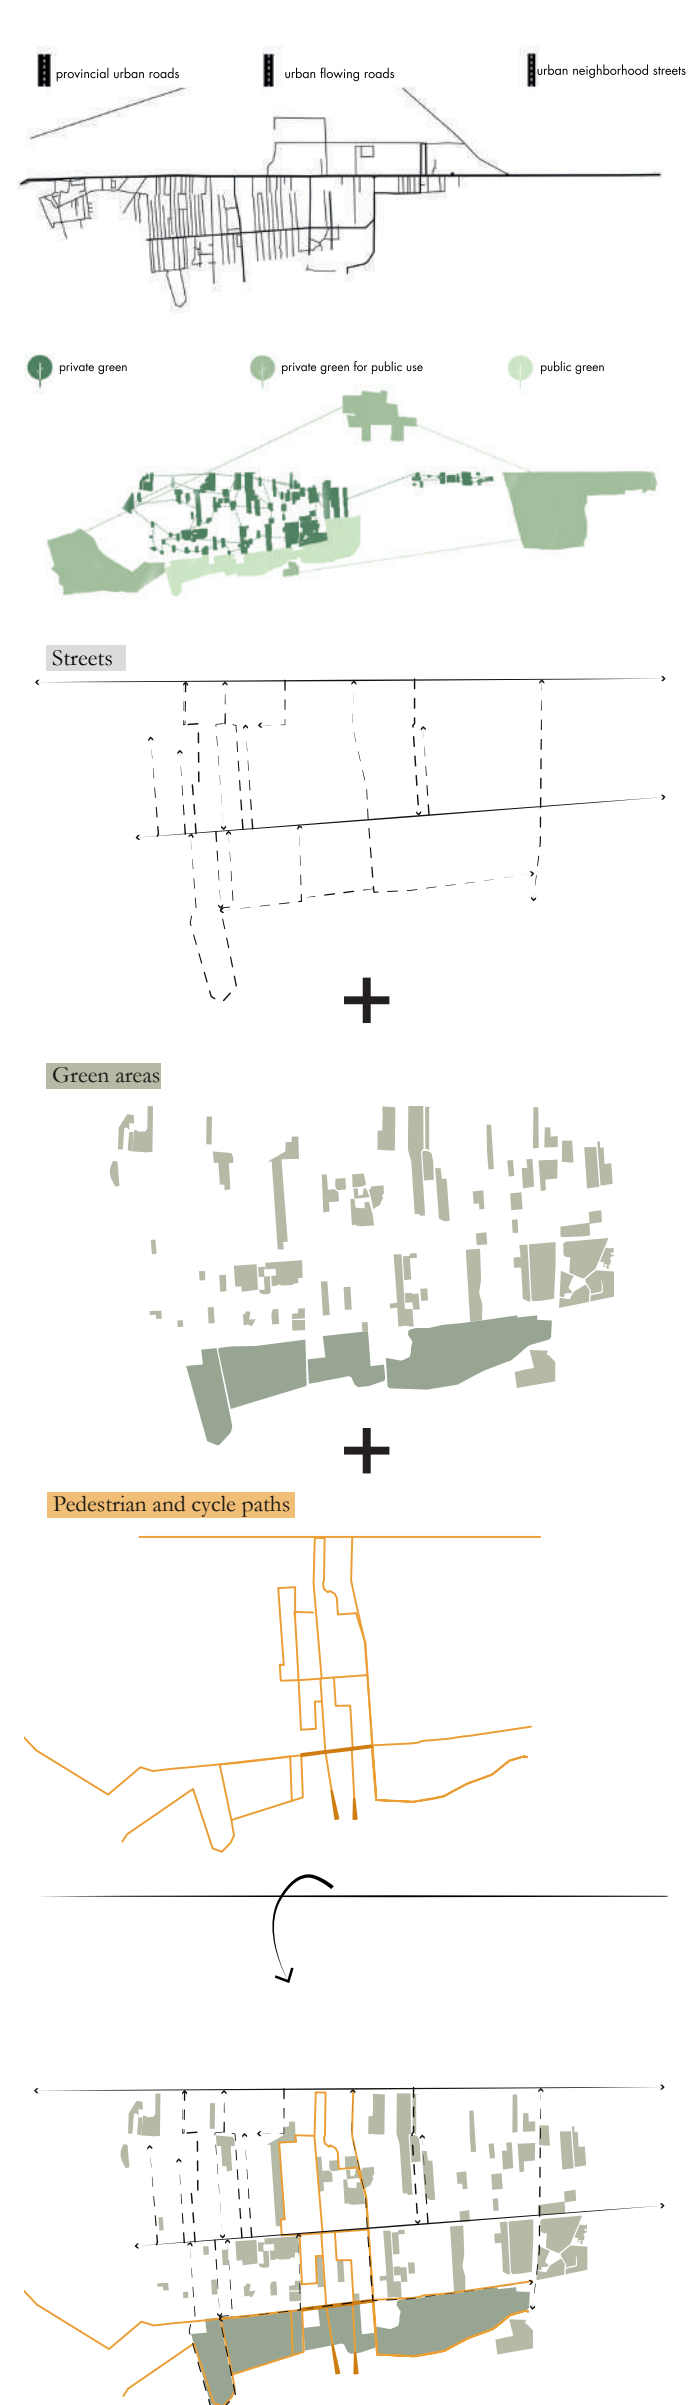 provincial urban roads
urban flowing roads
urban neighborhood streets
private green
private green for public use
public green
Streets
Green areas
Pedestrian and cycle paths